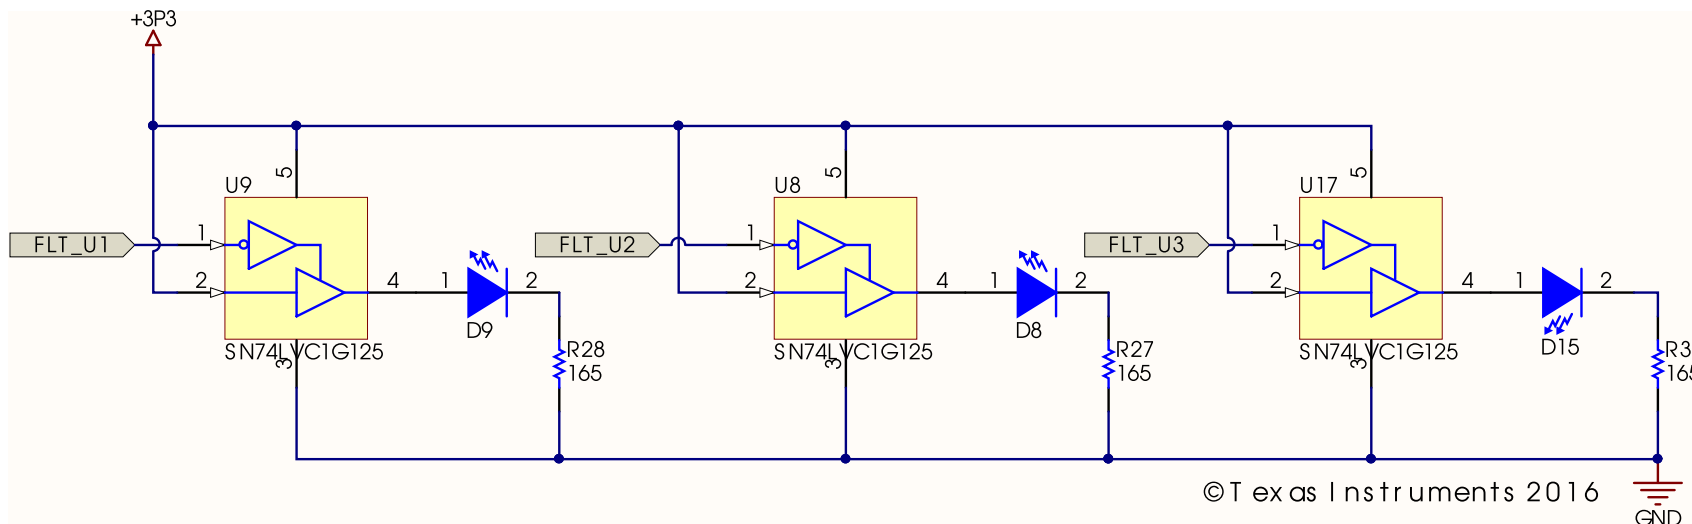 +3P3
5
5
5
U9
U8
U17
FLT_U1
1
FLT_U2
1
FLT_U3
1
2
4
1
2
2
4
1
2
2
4
1
2
D9
D8
D15
SN74LVC1G125
SN74LVC1G125
SN74LVC1G125
3
3
3
R28
165
R27
165
R3
165
©Texas Instruments 2016
GND